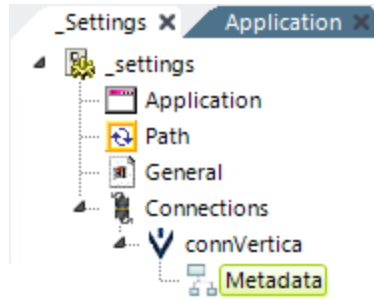 _Settings Application
_settings
Application
Path
General
Connections
connVertica
Metadata